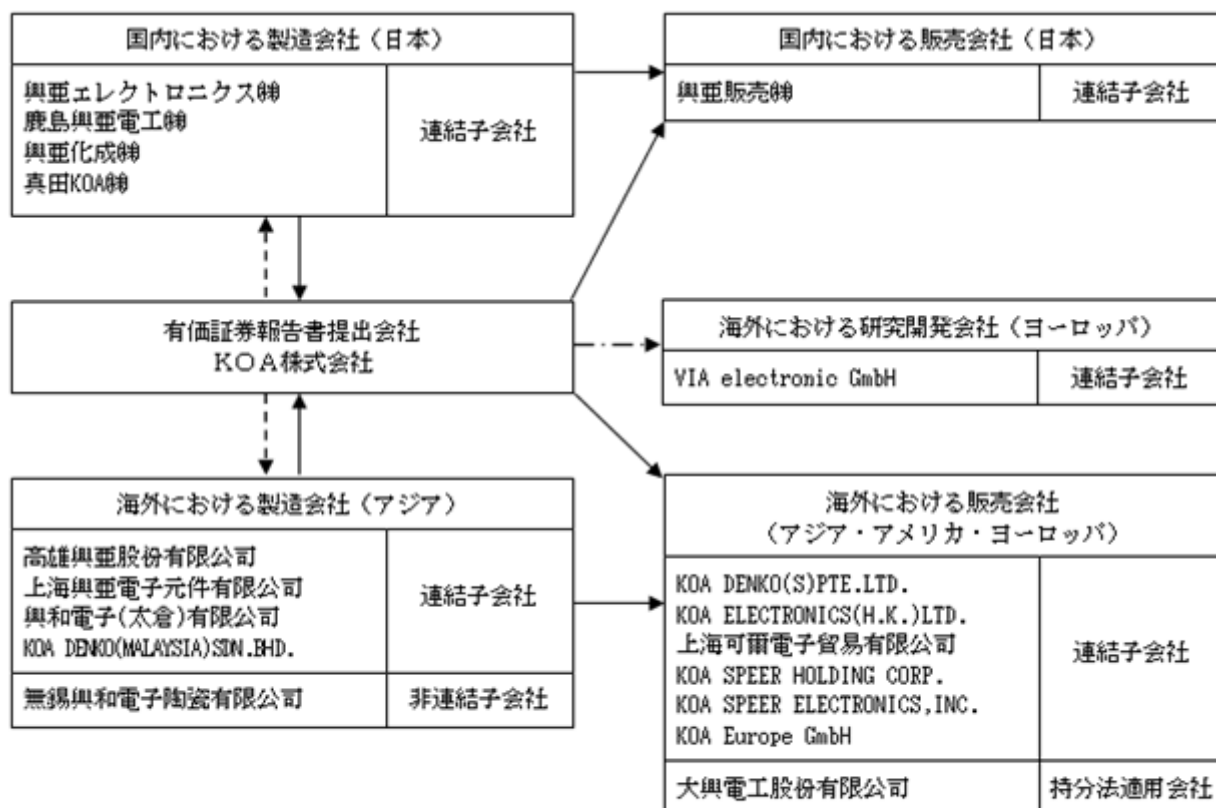 国内における製造会社（日本）
興亜エレクトロニクス㈱
鹿島興亜電工㈱
興亜化成㈱
真田KOA㈱
連結子会社
国内における販売会社（日本）
興亜販売㈱
連結子会社
有価証券報告書提出会社
ＫＯＡ株式会社
海外における研究開発会社（ヨーロッパ）
VIA electronic GmbH
連結子会社
海外における製造会社（アジア）
高雄興亜股份有限公司
上海興亜電子元件有限公司
興和電子(太倉)有限公司
KOA DENKO(MALAYSIA)SDN.BHD.
連結子会社
無錫興和電子陶瓷有限公司
非連結子会社
海外における販売会社
（アジア・アメリカ・ヨーロッパ）
KOA DENKO(S)PTE.LTD.
KOA ELECTRONICS(H.K.)LTD.
上海可爾電子貿易有限公司
KOA SPEER HOLDING CORP.
KOA SPEER ELECTRONICS,INC.
KOA Europe GmbH
連結子会社
大興電工股份有限公司
持分法適用会社